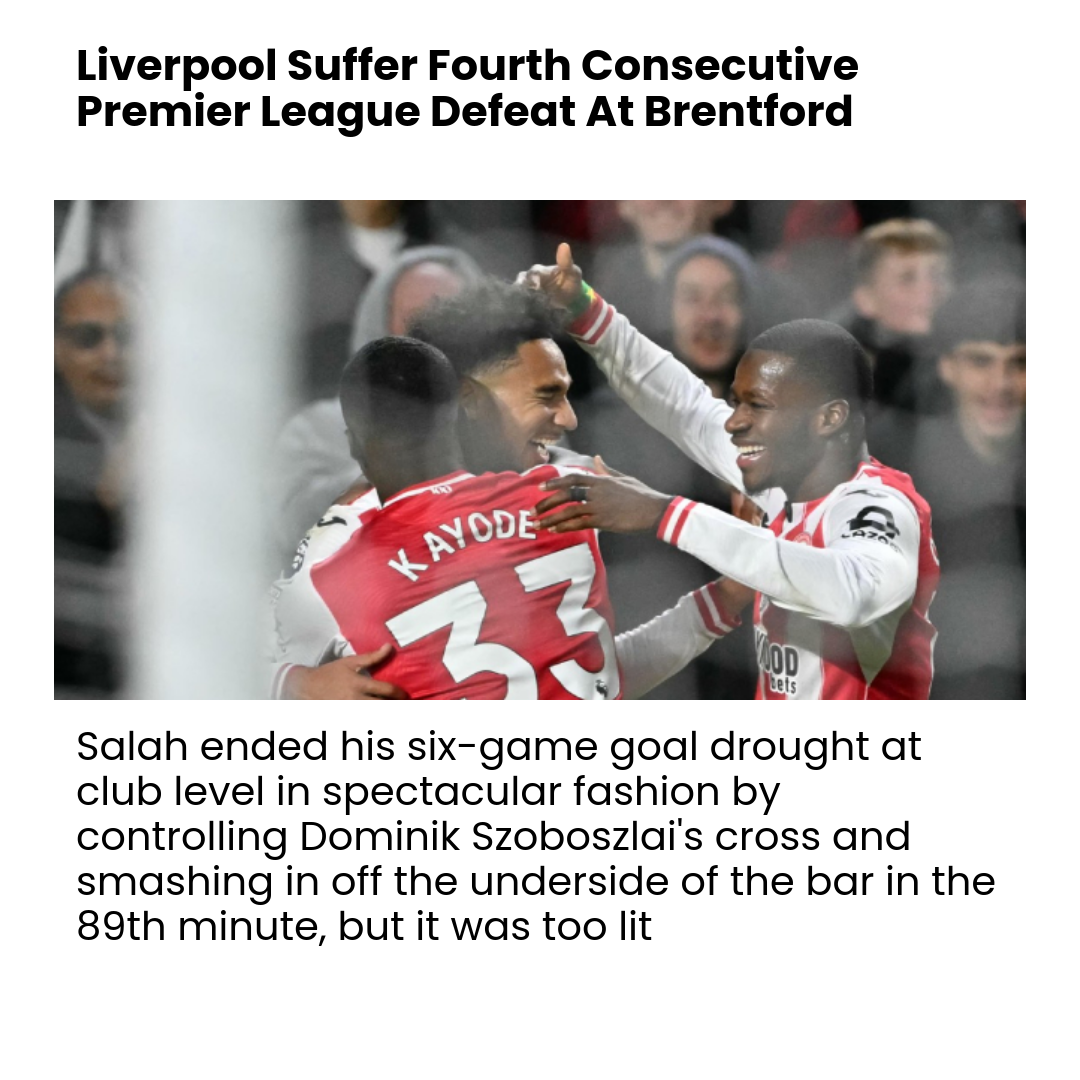 Liverpool Suffer Fourth Consecutive
Premier League Defeat At Brentford
KAYODE
33
bets
Salah ended his six-game goal drought at
club level in spectacular fashion by
controlling Dominik Szoboszlai's cross and
smashing in off the underside of the bar in the
89th minute, but it was too lit